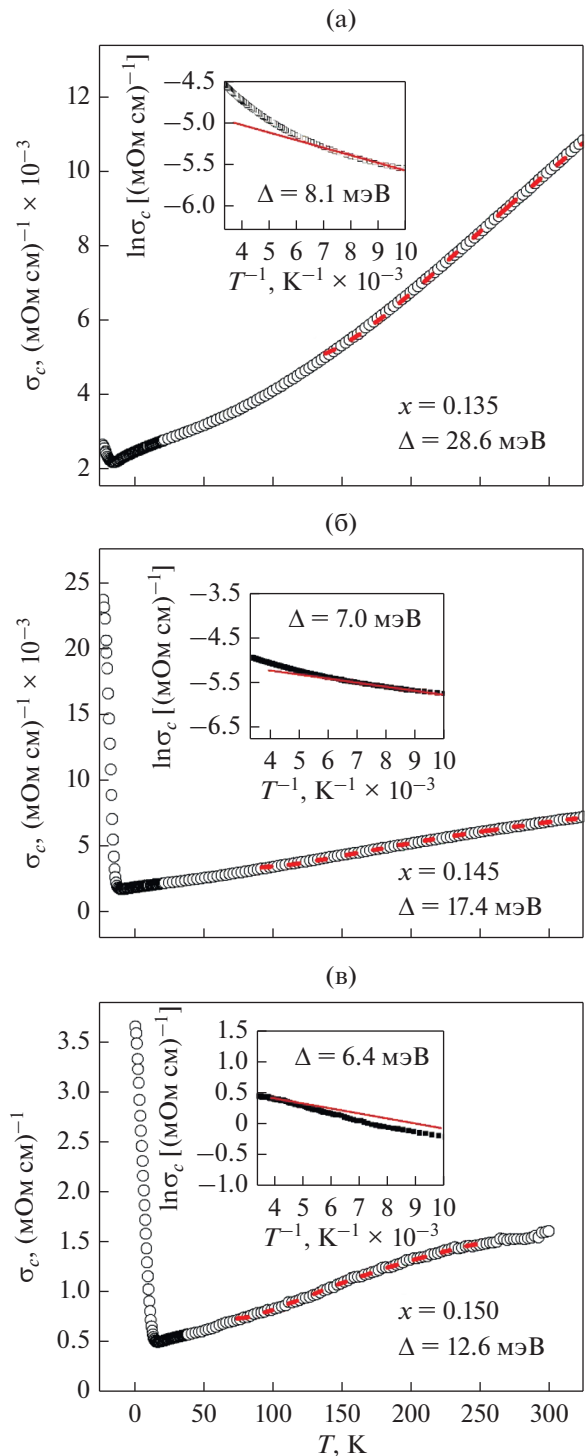 (а)
12
10
8
6
4
2
σc, (мОм см)–1 × 10–3
–4.5
–5.0
–5.5
–6.0
lnσc [(мОм см)–1]
Δ = 8.1 мэВ
4 5 6 7 8 9 10
T–1, K–1 × 10–3
x = 0.135
Δ = 28.6 мэВ
(б)
25
20
15
10
5
0
σc, (мОм см)–1 × 10–3
–3.5
–4.5
–5.5
–6.5
lnσc [(мОм см)–1]
Δ = 7.0 мэВ
4 5 6 7 8 9 10
T–1, K–1 × 10–3
x = 0.145
Δ = 17.4 мэВ
(в)
3.5
3.0
2.5
2.0
1.5
1.0
0.5
0
σc, (мОм см)–1
1.5
1.0
0.5
0
–0.5
–1.0
lnσc [(мОм см)–1]
Δ = 6.4 мэВ
4 5 6 7 8 9 10
T–1, K–1 × 10–3
x = 0.150
Δ = 12.6 мэВ
0 50 100 150 200 250 300
T, K